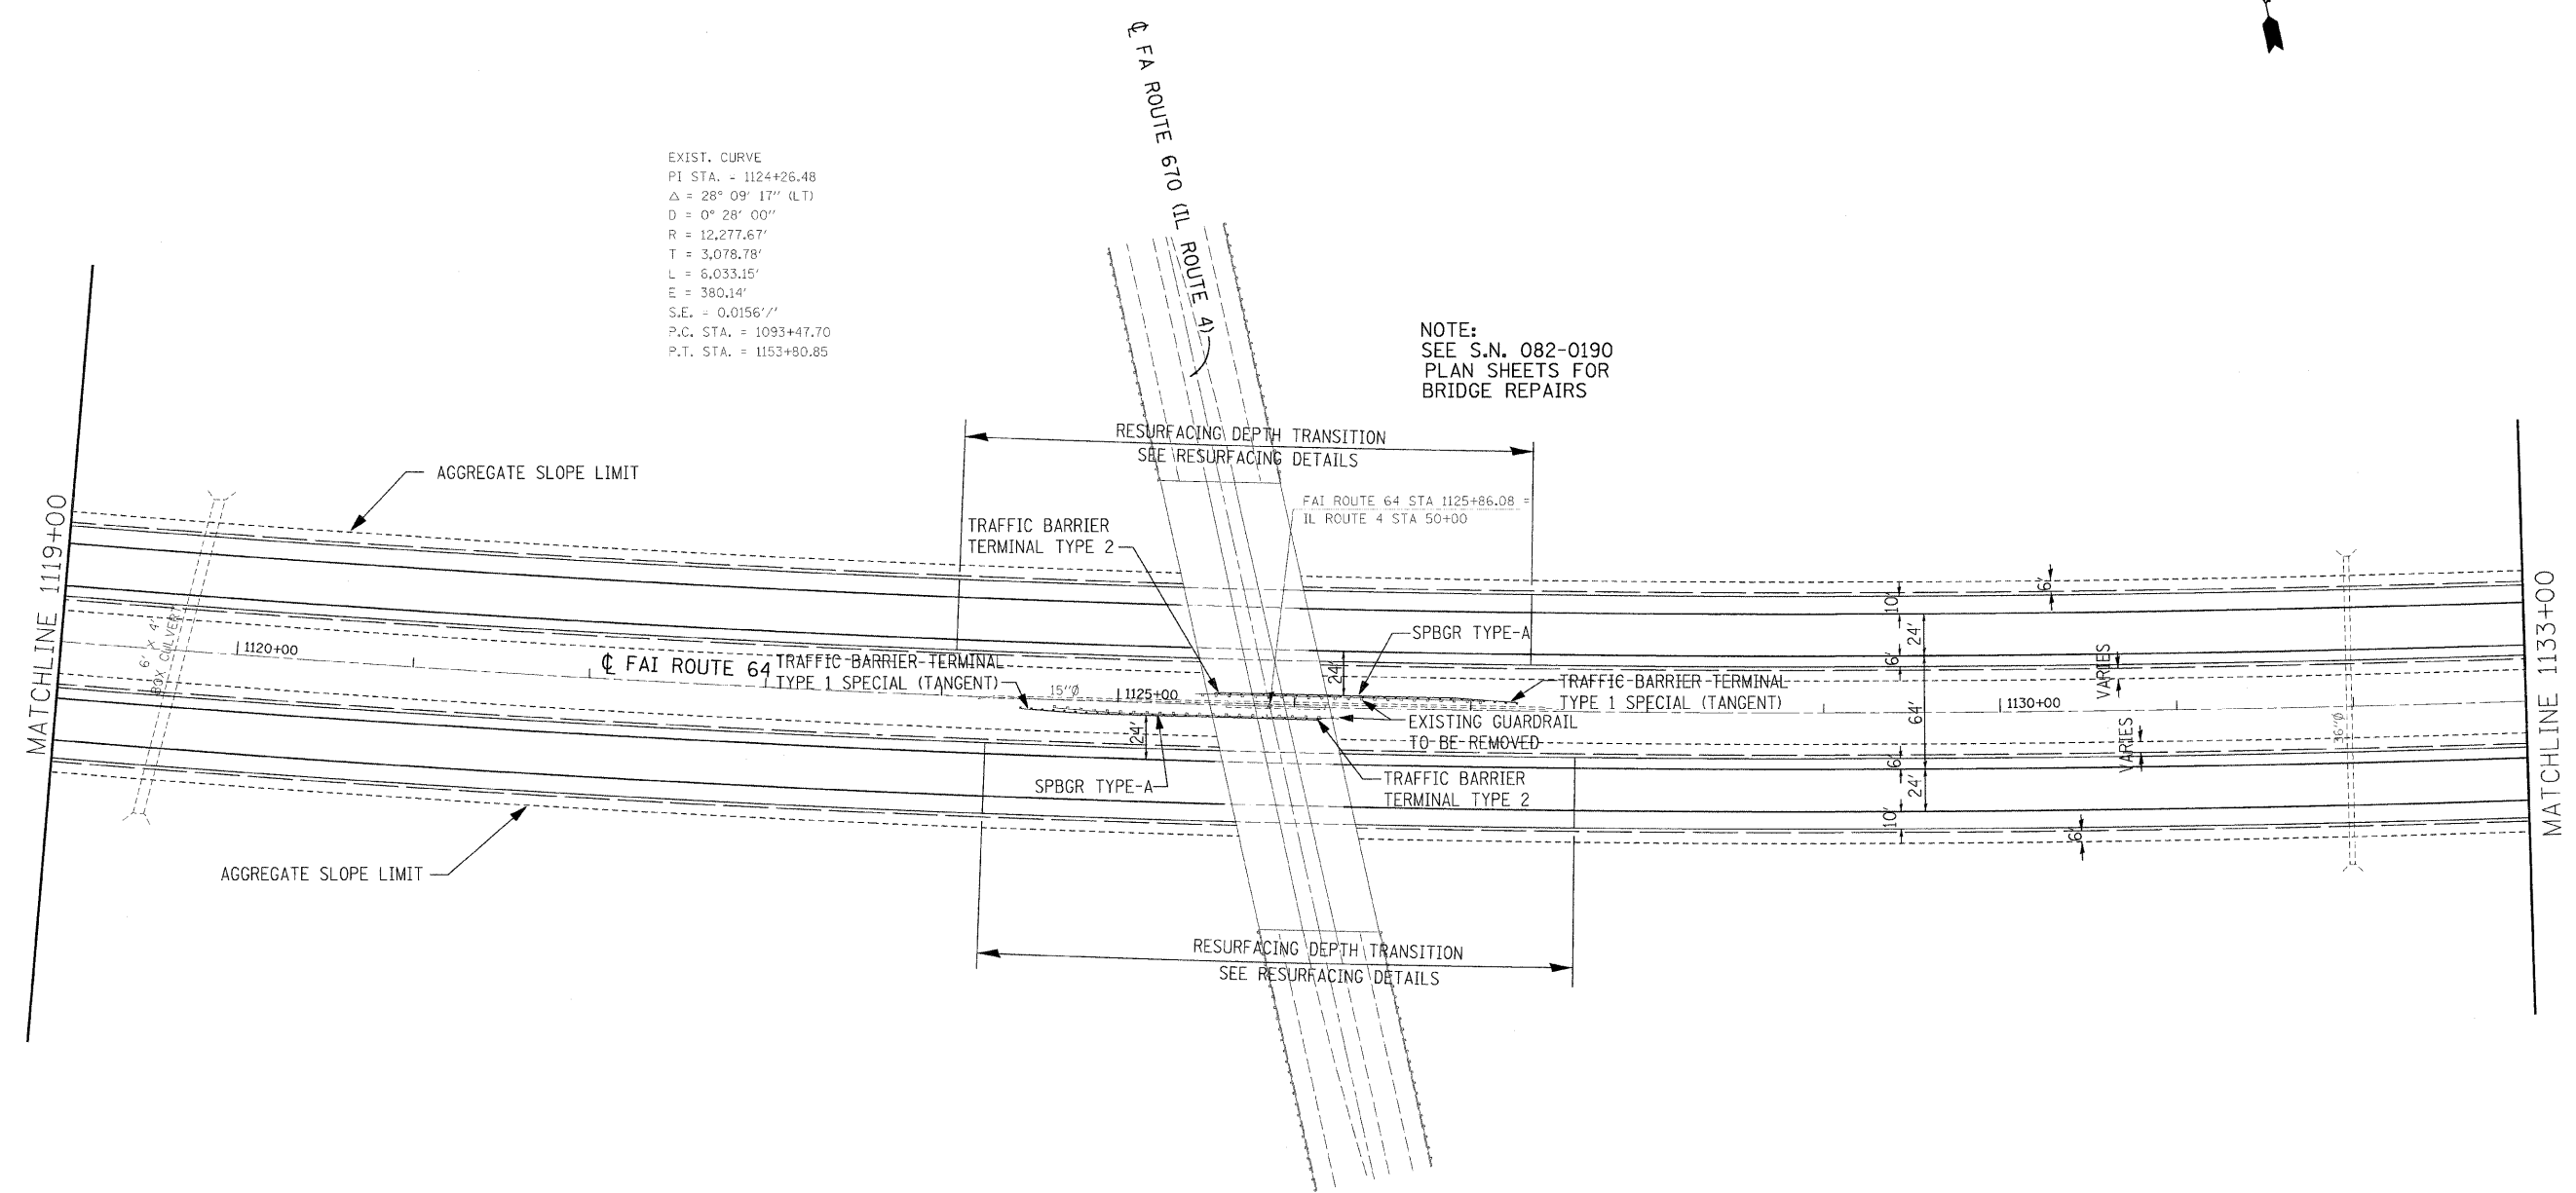 ℄ FA ROUTE 670 (IL ROUTE 4)
EXIST. CURVE
PI STA. - 1124+26.48
△ = 28° 09' 17" (LT)
D = 0° 28' 00"
R = 12,277.67'
T = 3,078.78'
L = 6,033.15'
E = 380.14'
S.E. = 0.0156'/'
P.C. STA. = 1093+47.70
P.T. STA. = 1153+80.85
NOTE:
SEE S.N. 082-0190
PLAN SHEETS FOR
BRIDGE REPAIRS
RESURFACING DEPTH TRANSITION
SEE RESURFACING DETAILS
AGGREGATE SLOPE LIMIT
FAI ROUTE 64 STA 1125+86.08 =
IL ROUTE 4 STA 50+00
TRAFFIC BARRIER
TERMINAL TYPE 2
MATCHLINE 1119+00
MATCHLINE 1133+00
6' X 4'
BOX CULVERT
1120+00
℄ FAI ROUTE 64
TRAFFIC BARRIER TERMINAL
TYPE 1 SPECIAL (TANGENT)
15"Ø
1125+00
SPBGR TYPE-A
24'
TRAFFIC BARRIER TERMINAL
TYPE 1 SPECIAL (TANGENT)
EXISTING GUARDRAIL
TO BE REMOVED
24'
SPBGR TYPE-A
TRAFFIC BARRIER
TERMINAL TYPE 2
10'
24'
6'
64'
6'
24'
10'
6'
VARIES
VARIES
6'
1130+00
36"Ø
AGGREGATE SLOPE LIMIT
RESURFACING DEPTH TRANSITION
SEE RESURFACING DETAILS